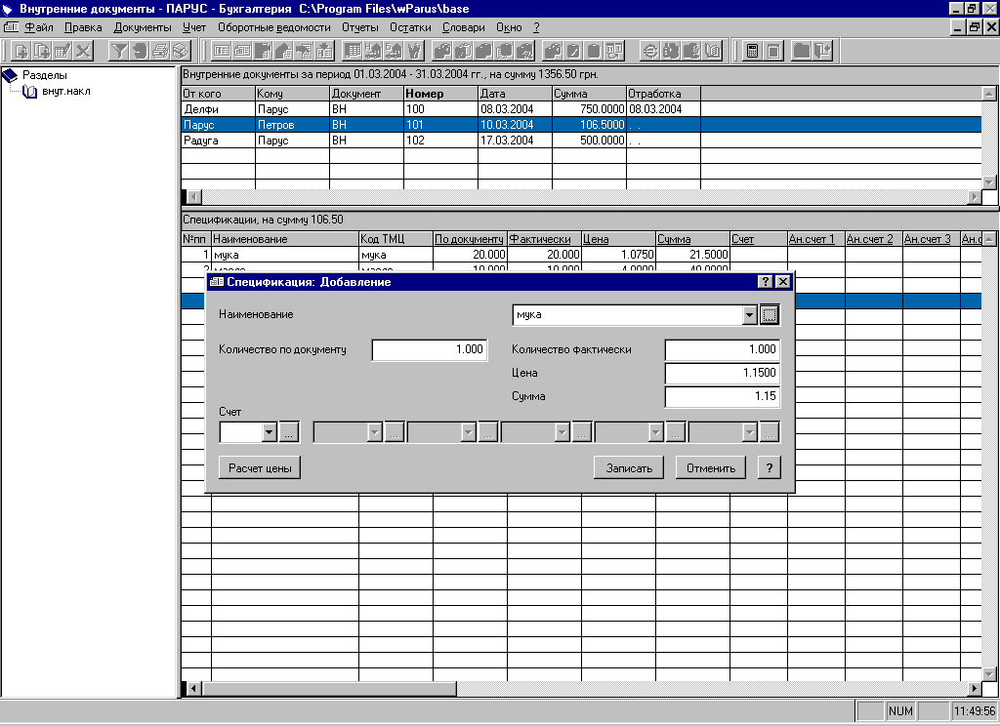 Внутренние документы - ПАРУС - Бухгалтерия C:\Program Files\wParus\base
Файл Правка Документы Учет Оборотные ведомости Отчеты Остатки Словари Окно ?
Разделы
внут.накл
Внутренние документы за период 01.03.2004 - 31.03.2004 гг., на сумму 1356.50 грн.
От кого Кому Документ Номер Дата Сумма Отработка
Делфи Парус ВН 100 08.03.2004 750.0000 08.03.2004
Парус Петров ВН 101 10.03.2004 106.5000 . .
Радуга Парус ВН 102 17.03.2004 500.0000 . .
Спецификации, на сумму 106.50
№пп Наименование Код ТМЦ По документу Фактически Цена Сумма Счет Ан.счет 1 Ан.счет 2 Ан.счет 3 Ан.с
1 мука мука 20.000 20.000 1.0750 21.5000
2 масло масло 10.000 10.000 4.0000 40.0000
Спецификация: Добавление
Наименование мука
Количество по документу 1.000 Количество фактически 1.000
Цена 1.1500
Сумма 1.15
Счет
Расчет цены Записать Отменить ?
NUM 11:49:56